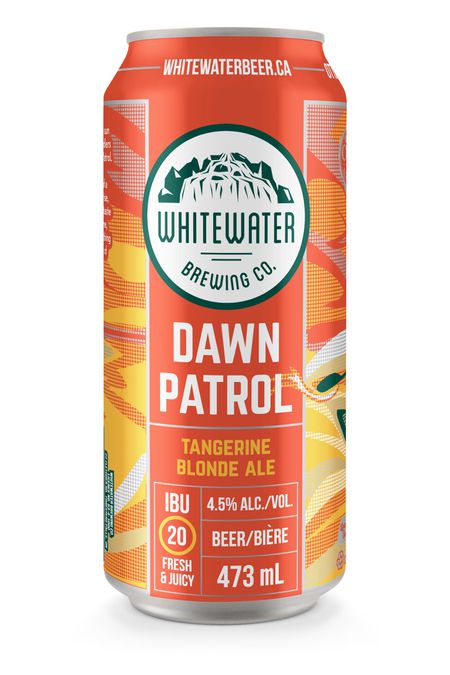 WHITEWATERBEER.CA
WHITEWATER
BREWING CO.
DAWN
PATROL
TANGERINE
BLONDE ALE
IBU
20
FRESH
& JUICY
4.5% ALC./VOL.
BEER/BIÈRE
473 mL